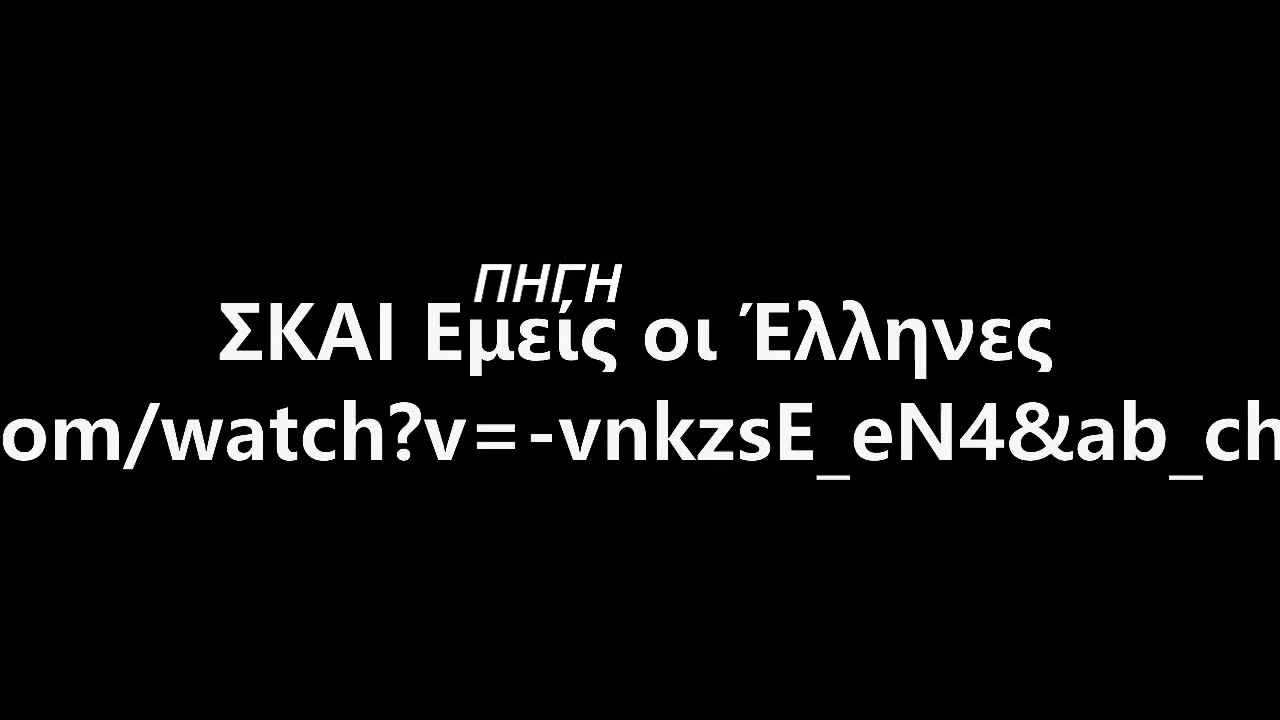 ΠΗΓΗ
ΣΚΑΙ Εμείς οι Έλληνες
om/watch?v=-vnkzsE_eN4&ab_ch